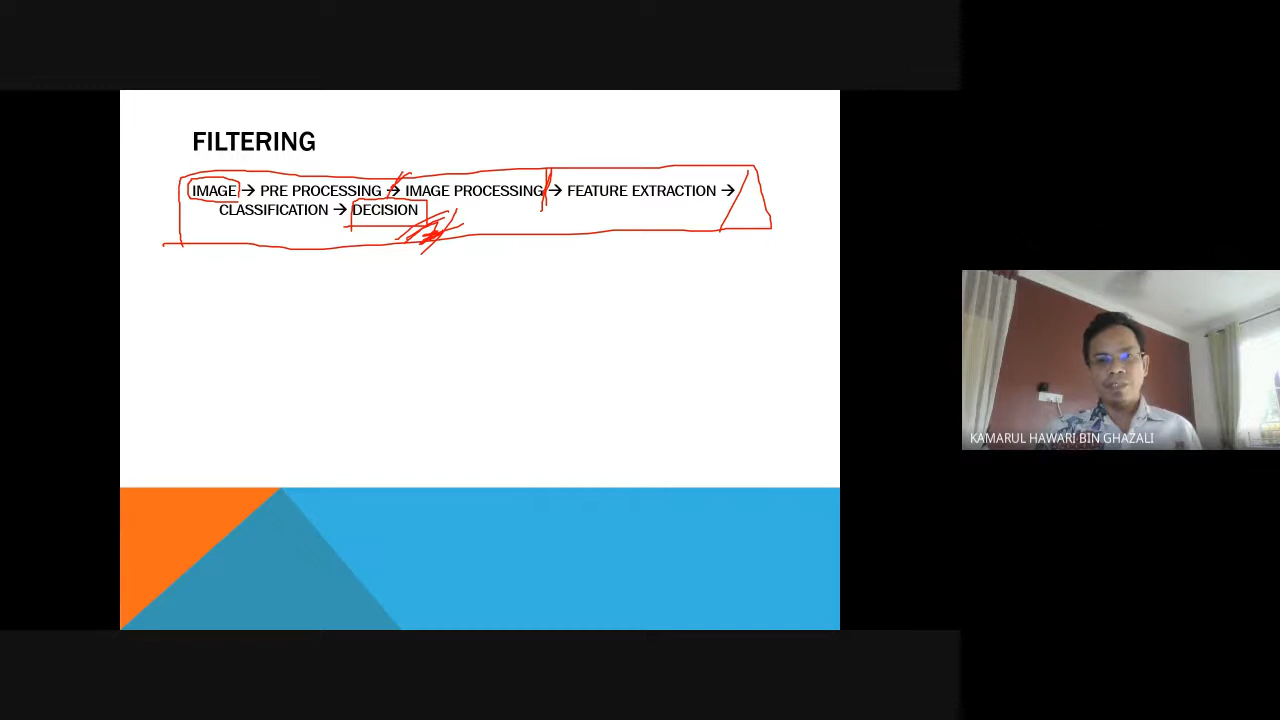 FILTERING
IMAGE → PRE PROCESSING → IMAGE PROCESSING → FEATURE EXTRACTION →
CLASSIFICATION → DECISION
KAMARUL HAWARI BIN GHAZALI